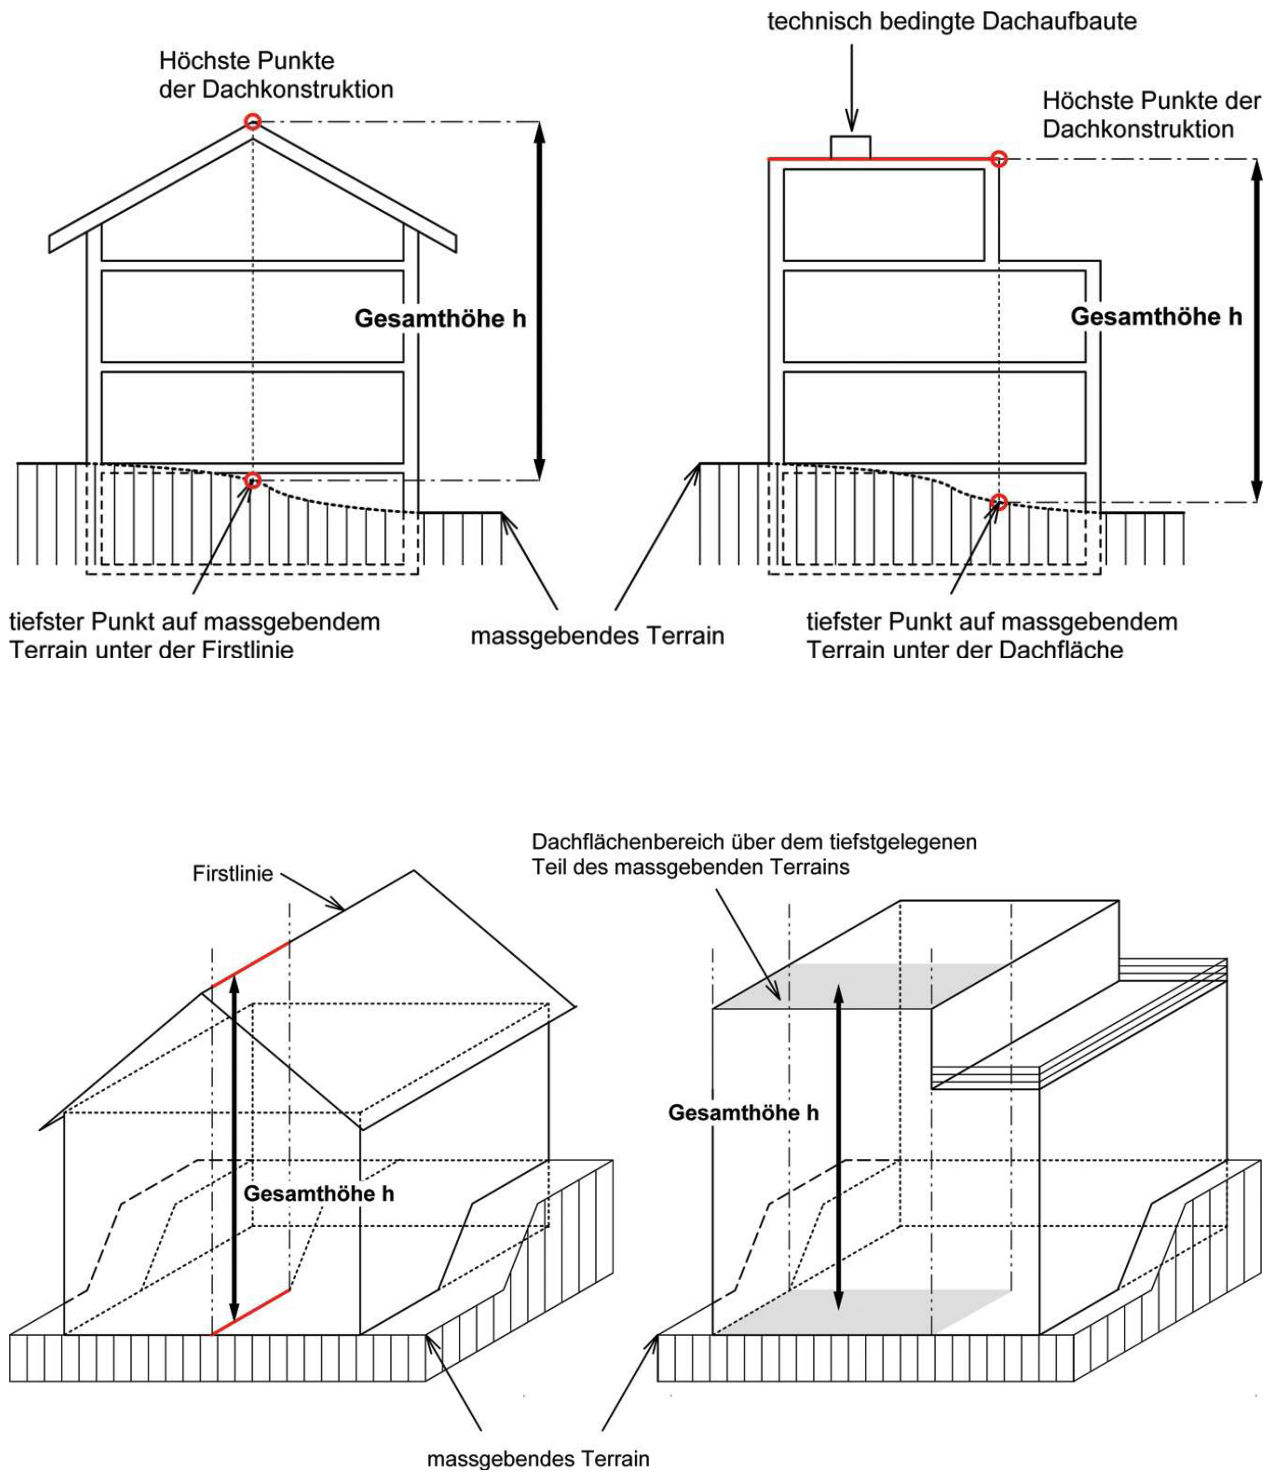 technisch bedingte Dachaufbaute
Höchste Punkte
der Dachkonstruktion
Höchste Punkte der
Dachkonstruktion
Gesamthöhe h
Gesamthöhe h
tiefster Punkt auf massgebendem
Terrain unter der Firstlinie
massgebendes Terrain
tiefster Punkt auf massgebendem
Terrain unter der Dachfläche
Dachflächenbereich über dem tiefstgelegenen
Teil des massgebenden Terrains
Firstlinie
Gesamthöhe h
Gesamthöhe h
massgebendes Terrain